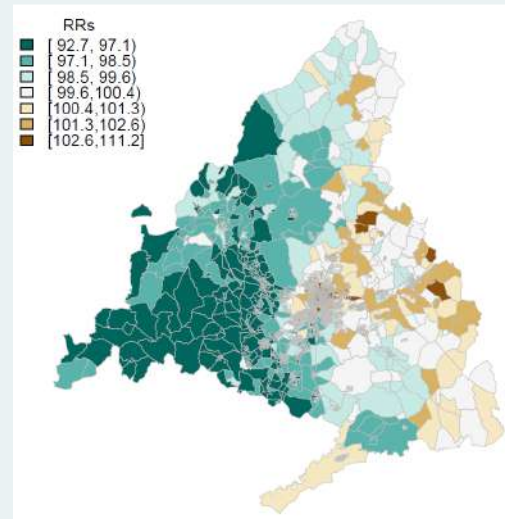 RRs
[ 92.7, 97.1)
[ 97.1, 98.5)
[ 98.5, 99.6)
[ 99.6,100.4)
[100.4,101.3)
[101.3,102.6)
[102.6,111.2]